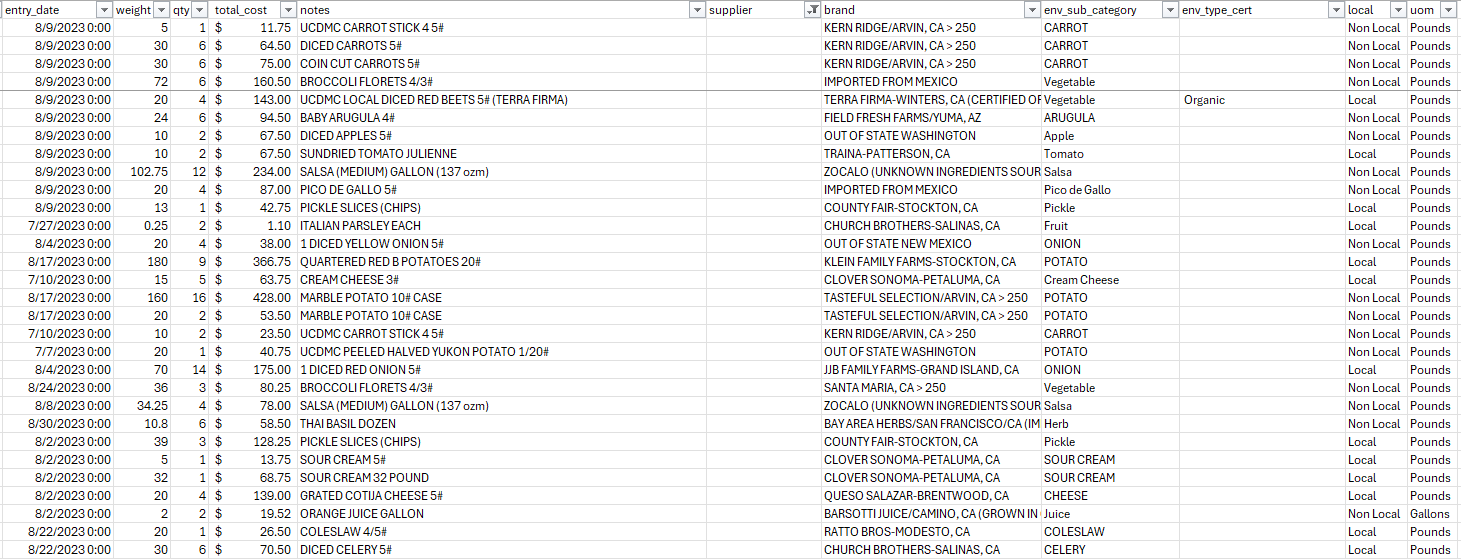 entry_date weight qty total_cost notes supplier brand env_sub_category env_type_cert local uom
8/9/2023 0:00 5 1 $ 11.75 UCDMC CARROT STICK 4 5# KERN RIDGE/ARVIN, CA > 250 CARROT Non Local Pounds
8/9/2023 0:00 30 6 $ 64.50 DICED CARROTS 5# KERN RIDGE/ARVIN, CA > 250 CARROT Non Local Pounds
8/9/2023 0:00 30 6 $ 75.00 COIN CUT CARROTS 5# KERN RIDGE/ARVIN, CA > 250 CARROT Non Local Pounds
8/9/2023 0:00 72 6 $ 160.50 BROCCOLI FLORETS 4/3# IMPORTED FROM MEXICO Vegetable Non Local Pounds
8/9/2023 0:00 20 4 $ 143.00 UCDMC LOCAL DICED RED BEETS 5# (TERRA FIRMA) TERRA FIRMA-WINTERS, CA (CERTIFIED OF Vegetable Organic Local Pounds
8/9/2023 0:00 24 6 $ 94.50 BABY ARUGULA 4# FIELD FRESH FARMS/YUMA, AZ ARUGULA Non Local Pounds
8/9/2023 0:00 10 2 $ 67.50 DICED APPLES 5# OUT OF STATE WASHINGTON Apple Non Local Pounds
8/9/2023 0:00 10 2 $ 67.50 SUNDRIED TOMATO JULIENNE TRAINA-PATTERSON, CA Tomato Local Pounds
8/9/2023 0:00 102.75 12 $ 234.00 SALSA (MEDIUM) GALLON (137 ozm) ZOCALO (UNKNOWN INGREDIENTS SOUR Salsa Non Local Pounds
8/9/2023 0:00 20 4 $ 87.00 PICO DE GALLO 5# IMPORTED FROM MEXICO Pico de Gallo Non Local Pounds
8/9/2023 0:00 13 1 $ 42.75 PICKLE SLICES (CHIPS) COUNTY FAIR-STOCKTON, CA Pickle Local Pounds
7/27/2023 0:00 0.25 2 $ 1.10 ITALIAN PARSLEY EACH CHURCH BROTHERS-SALINAS, CA Fruit Local Pounds
8/4/2023 0:00 20 4 $ 38.00 1 DICED YELLOW ONION 5# OUT OF STATE NEW MEXICO ONION Non Local Pounds
8/17/2023 0:00 180 9 $ 366.75 QUARTERED RED B POTATOES 20# KLEIN FAMILY FARMS-STOCKTON, CA POTATO Local Pounds
7/10/2023 0:00 15 5 $ 63.75 CREAM CHEESE 3# CLOVER SONOMA-PETALUMA, CA Cream Cheese Local Pounds
8/17/2023 0:00 160 16 $ 428.00 MARBLE POTATO 10# CASE TASTEFUL SELECTION/ARVIN, CA > 250 POTATO Non Local Pounds
8/17/2023 0:00 20 2 $ 53.50 MARBLE POTATO 10# CASE TASTEFUL SELECTION/ARVIN, CA > 250 POTATO Non Local Pounds
7/10/2023 0:00 10 2 $ 23.50 UCDMC CARROT STICK 4 5# KERN RIDGE/ARVIN, CA > 250 CARROT Non Local Pounds
7/7/2023 0:00 20 1 $ 40.75 UCDMC PEELED HALVED YUKON POTATO 1/20# OUT OF STATE WASHINGTON POTATO Non Local Pounds
8/4/2023 0:00 70 14 $ 175.00 1 DICED RED ONION 5# JJB FAMILY FARMS-GRAND ISLAND, CA ONION Local Pounds
8/24/2023 0:00 36 3 $ 80.25 BROCCOLI FLORETS 4/3# SANTA MARIA, CA > 250 Vegetable Non Local Pounds
8/8/2023 0:00 34.25 4 $ 78.00 SALSA (MEDIUM) GALLON (137 ozm) ZOCALO (UNKNOWN INGREDIENTS SOUR Salsa Non Local Pounds
8/30/2023 0:00 10.8 6 $ 58.50 THAI BASIL DOZEN BAY AREA HERBS/SAN FRANCISCO/CA (IM Herb Non Local Pounds
8/2/2023 0:00 39 3 $ 128.25 PICKLE SLICES (CHIPS) COUNTY FAIR-STOCKTON, CA Pickle Local Pounds
8/2/2023 0:00 5 1 $ 13.75 SOUR CREAM 5# CLOVER SONOMA-PETALUMA, CA SOUR CREAM Local Pounds
8/2/2023 0:00 32 1 $ 68.75 SOUR CREAM 32 POUND CLOVER SONOMA-PETALUMA, CA SOUR CREAM Local Pounds
8/2/2023 0:00 20 4 $ 139.00 GRATED COTIJA CHEESE 5# QUESO SALAZAR-BRENTWOOD, CA CHEESE Local Pounds
8/2/2023 0:00 2 2 $ 19.52 ORANGE JUICE GALLON BARSOTTI JUICE/CAMINO, CA (GROWN IN Juice Non Local Gallons
8/22/2023 0:00 20 1 $ 26.50 COLESLAW 4/5# RATTO BROS-MODESTO, CA COLESLAW Local Pounds
8/22/2023 0:00 30 6 $ 70.50 DICED CELERY 5# CHURCH BROTHERS-SALINAS, CA CELERY Local Pounds